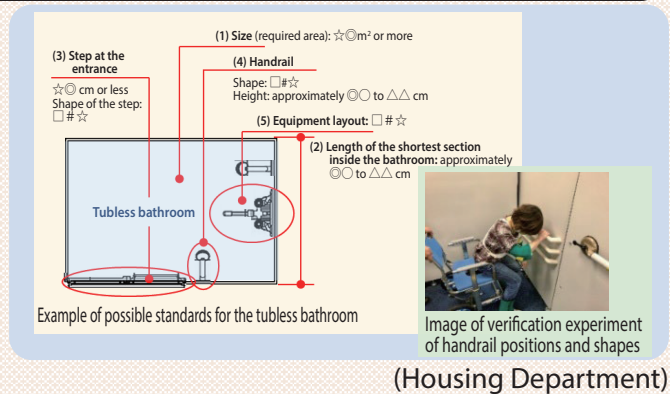 (1) Size (required area): ☆◎m² or more
(3) Step at the
entrance
☆◎ cm or less
Shape of the step:
□#☆
(4) Handrail
Shape: □#☆
Height: approximately ◎○ to △△ cm
(5) Equipment layout: □#☆
(2) Length of the shortest section
inside the bathroom: approximately
◎○ to △△ cm
Tubless bathroom
Example of possible standards for the tubless bathroom
Image of verification experiment
of handrail positions and shapes
(Housing Department)